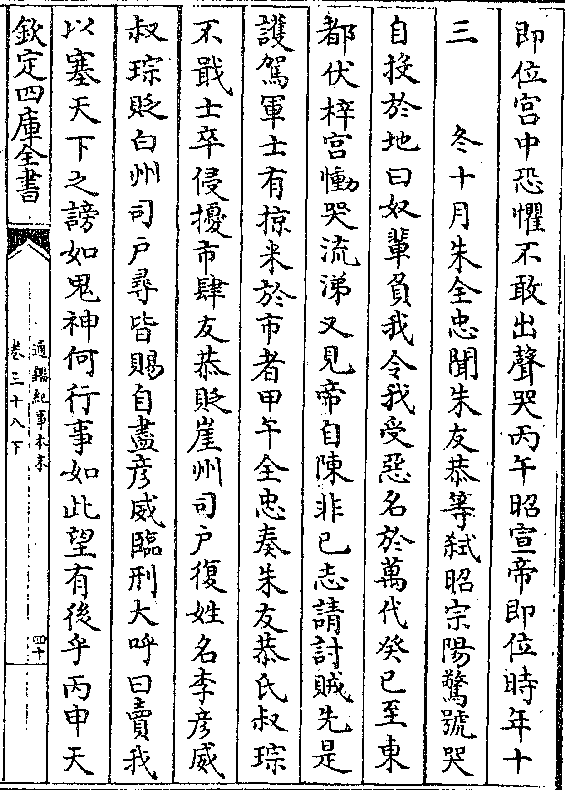 即位宫中恐懼不敢出聲哭丙午昭宣帝即位時年十
三　　冬十月朱全忠聞朱友恭等弑昭宗陽驚號哭
自投於地曰奴輩負我令我受惡名於萬代癸巳至東
都伏梓宫慟哭流涕又見帝自陳非已志請討賊先是
護駕軍士有掠米於市者甲午全忠奏朱友恭氏叔琮
不戢士卒侵擾市肆友恭貶崖州司户復姓名李彦威
叔琮貶白州司户尋皆賜自盡彦威臨刑大呼曰賣我
以塞天下之謗如鬼神何行事如此望有後乎丙申天
欽定四庫全書
通鑑紀事本末
卷三十八下
四十